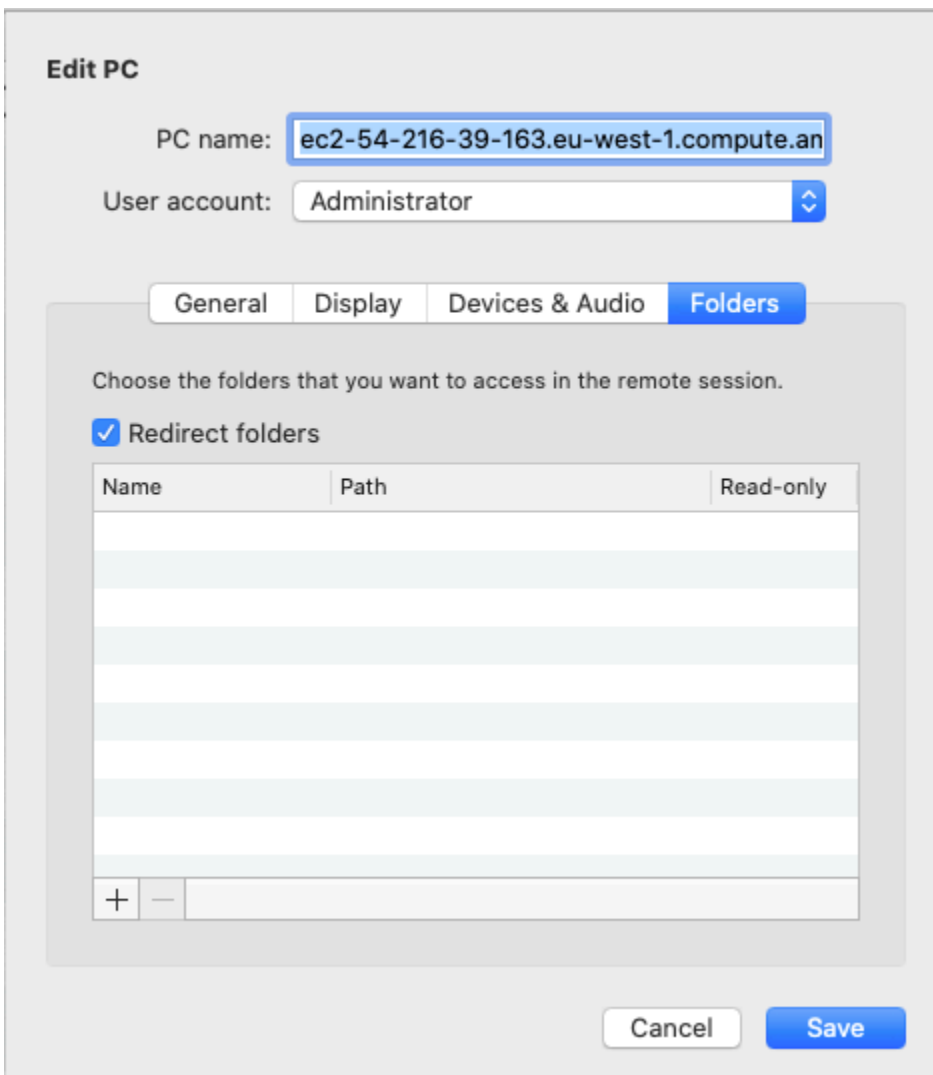 Edit PC
PC name: ec2-54-216-39-163.eu-west-1.compute.am
User account: Administrator
General Display Devices & Audio Folders
Choose the folders that you want to access in the remote session.
Redirect folders
Name Path Read-only
+ −
Cancel Save